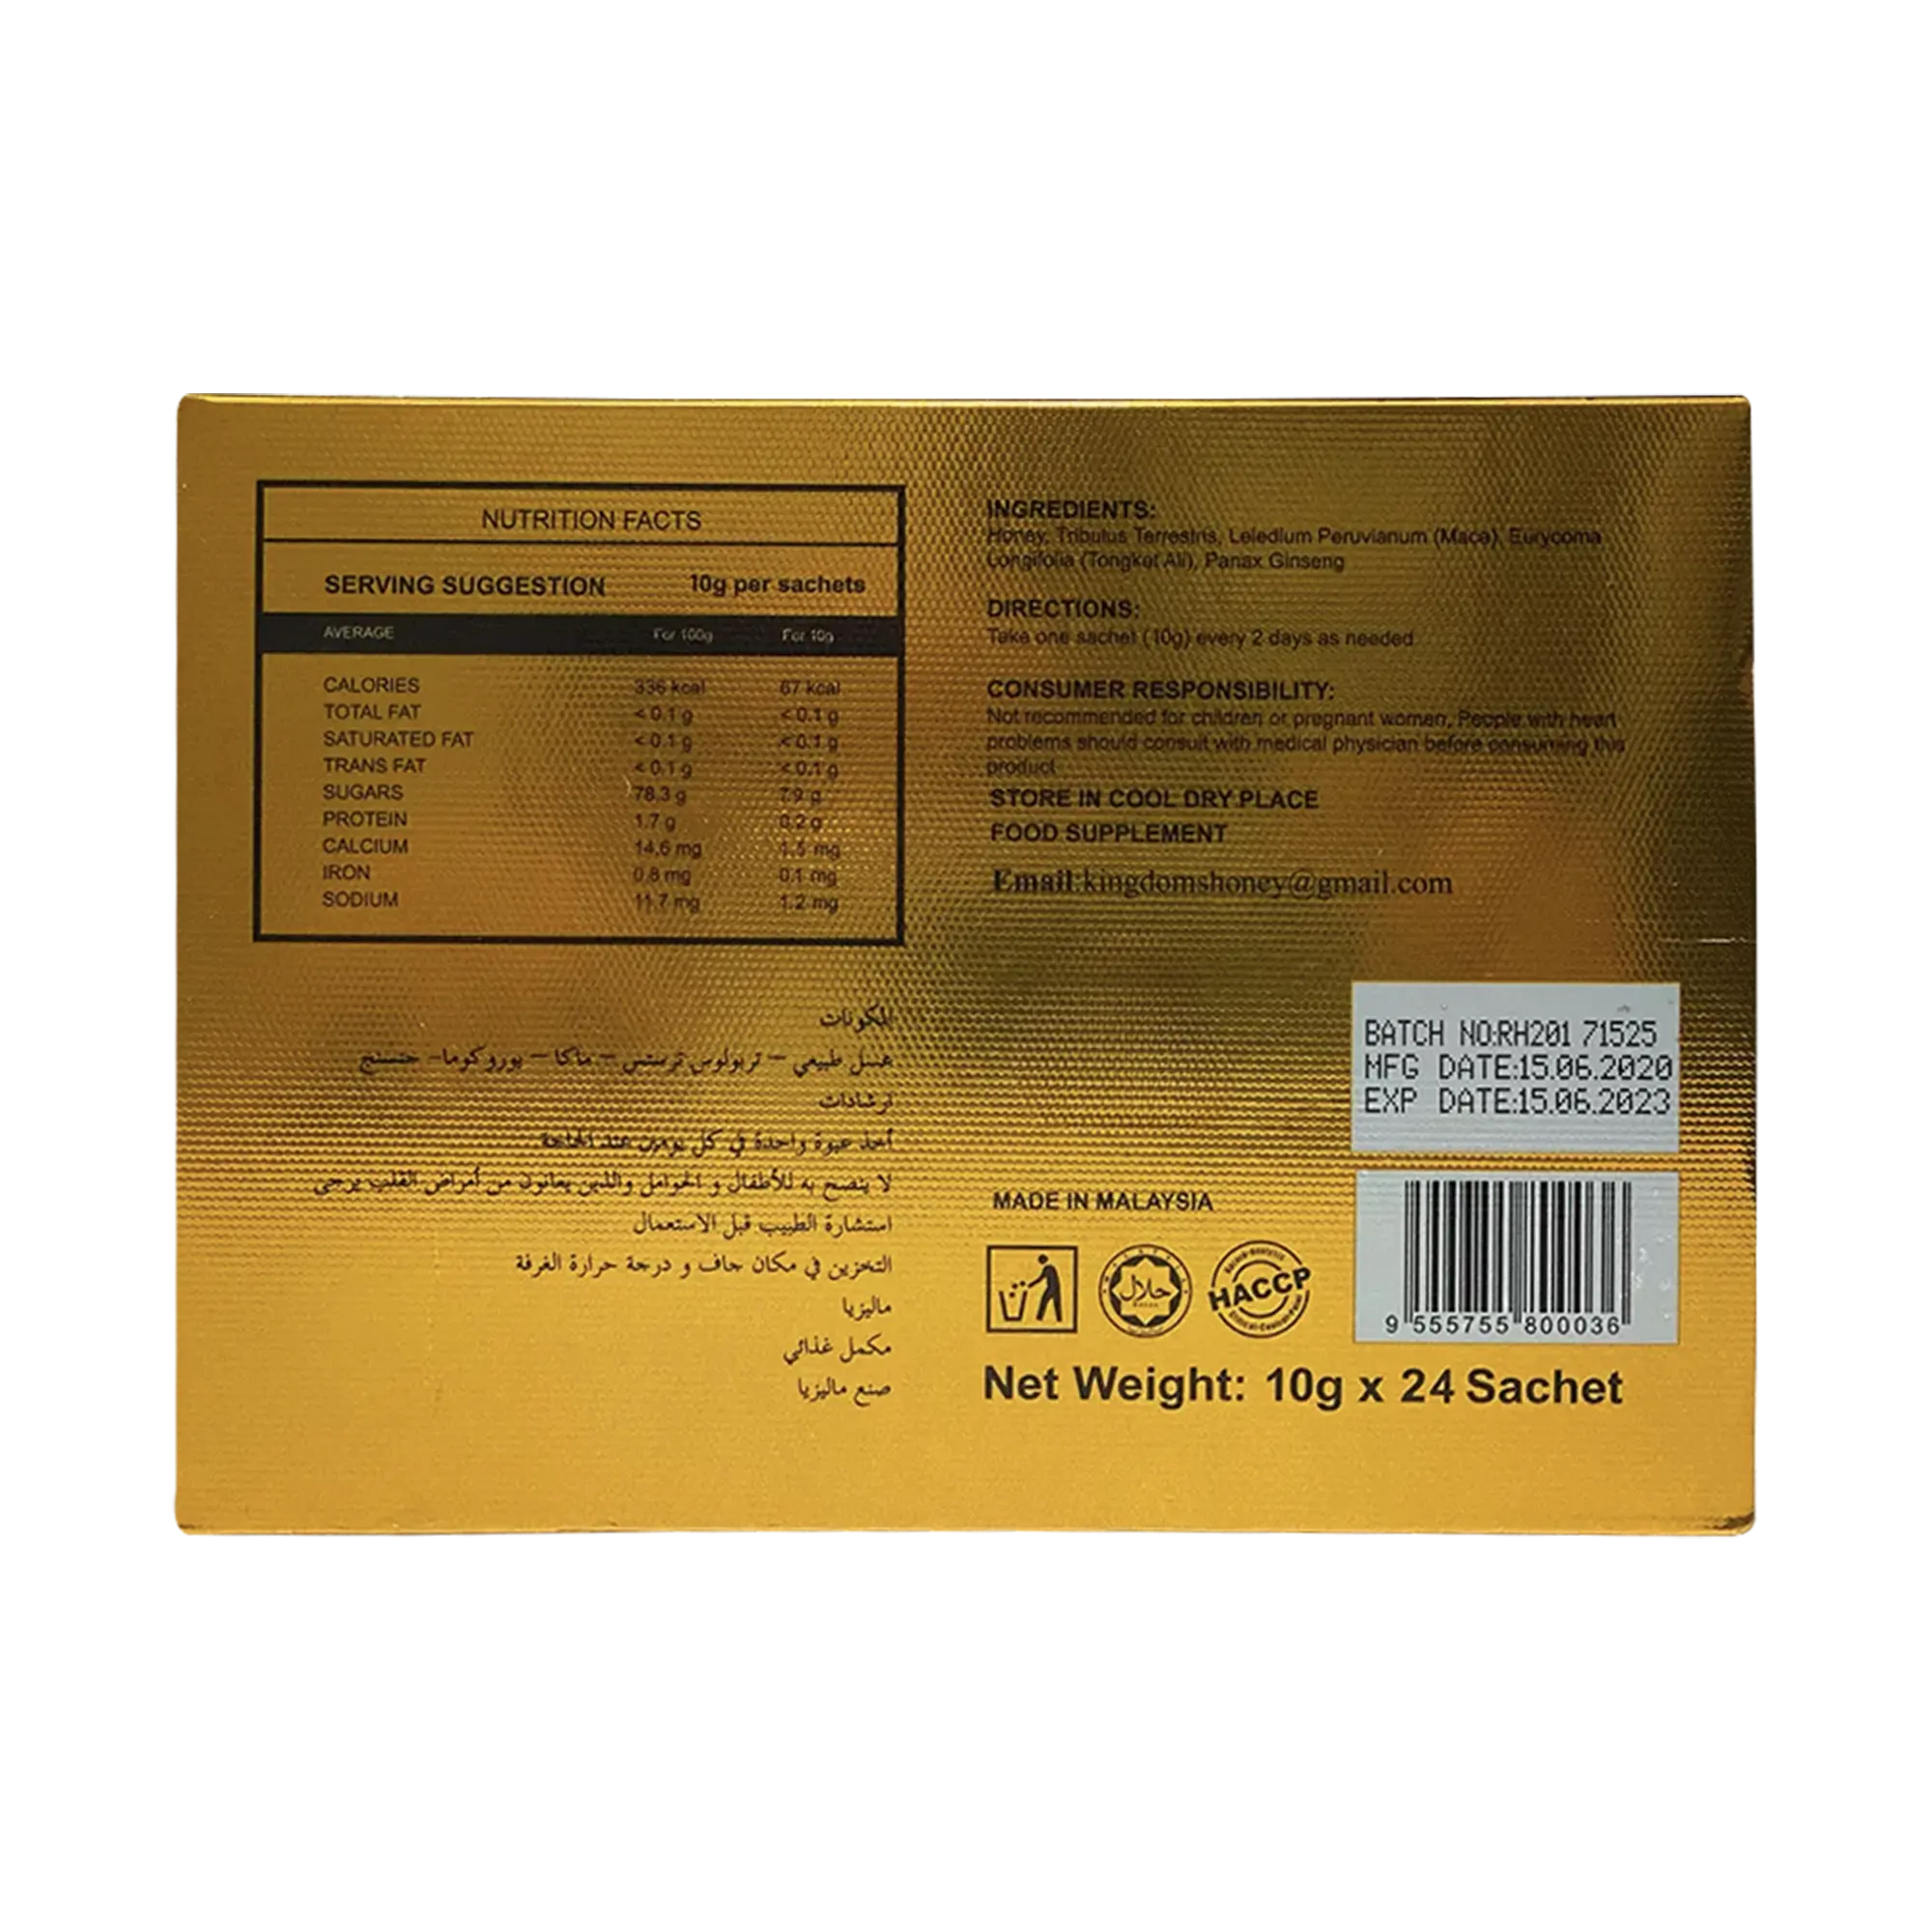 NUTRITION FACTS
SERVING SUGGESTION 10g per sachets
AVERAGE For 100g For 10g
CALORIES 336 kcal 67 kcal
TOTAL FAT < 0.1 g < 0.1 g
SATURATED FAT < 0.1 g < 0.1 g
TRANS FAT < 0.1 g < 0.1 g
SUGARS 78.3 g 7.9 g
PROTEIN 1.7 g 0.2 g
CALCIUM 14.6 mg 1.5 mg
IRON 0.8 mg 0.1 mg
SODIUM 11.7 mg 1.2 mg
المكونات
عسل طبيعي – تربولوس ترستس – ماكا – يوروكوما– جنسنج
ارشادات
أخذ عبوة واحدة في كل يومين عند الحاجة
لا ينصح به للأطفال و الحوامل واللذين يعانون من أمراض القلب يرجى
استشارة الطبيب قبل الاستعمال
التخزين في مكان جاف و درجة حرارة الغرفة
ماليزيا
مكمل غذائي
صنع ماليزيا
INGREDIENTS:
Honey, Tribulus Terrestris, Leledium Peruvianum (Maca), Eurycoma
Longifolia (Tongket Ali), Panax Ginseng
DIRECTIONS:
Take one sachet (10g) every 2 days as needed
CONSUMER RESPONSIBILITY:
Not recommended for children or pregnant women, People with heart
problems should consult with medical physician before consuming this
product
STORE IN COOL DRY PLACE
FOOD SUPPLEMENT
Email:kingdomshoney@gmail.com
BATCH NO:RH201 71525
MFG DATE:15.06.2020
EXP DATE:15.06.2023
MADE IN MALAYSIA
حلال
HACCP
9 555755 800036
Net Weight: 10g x 24 Sachet